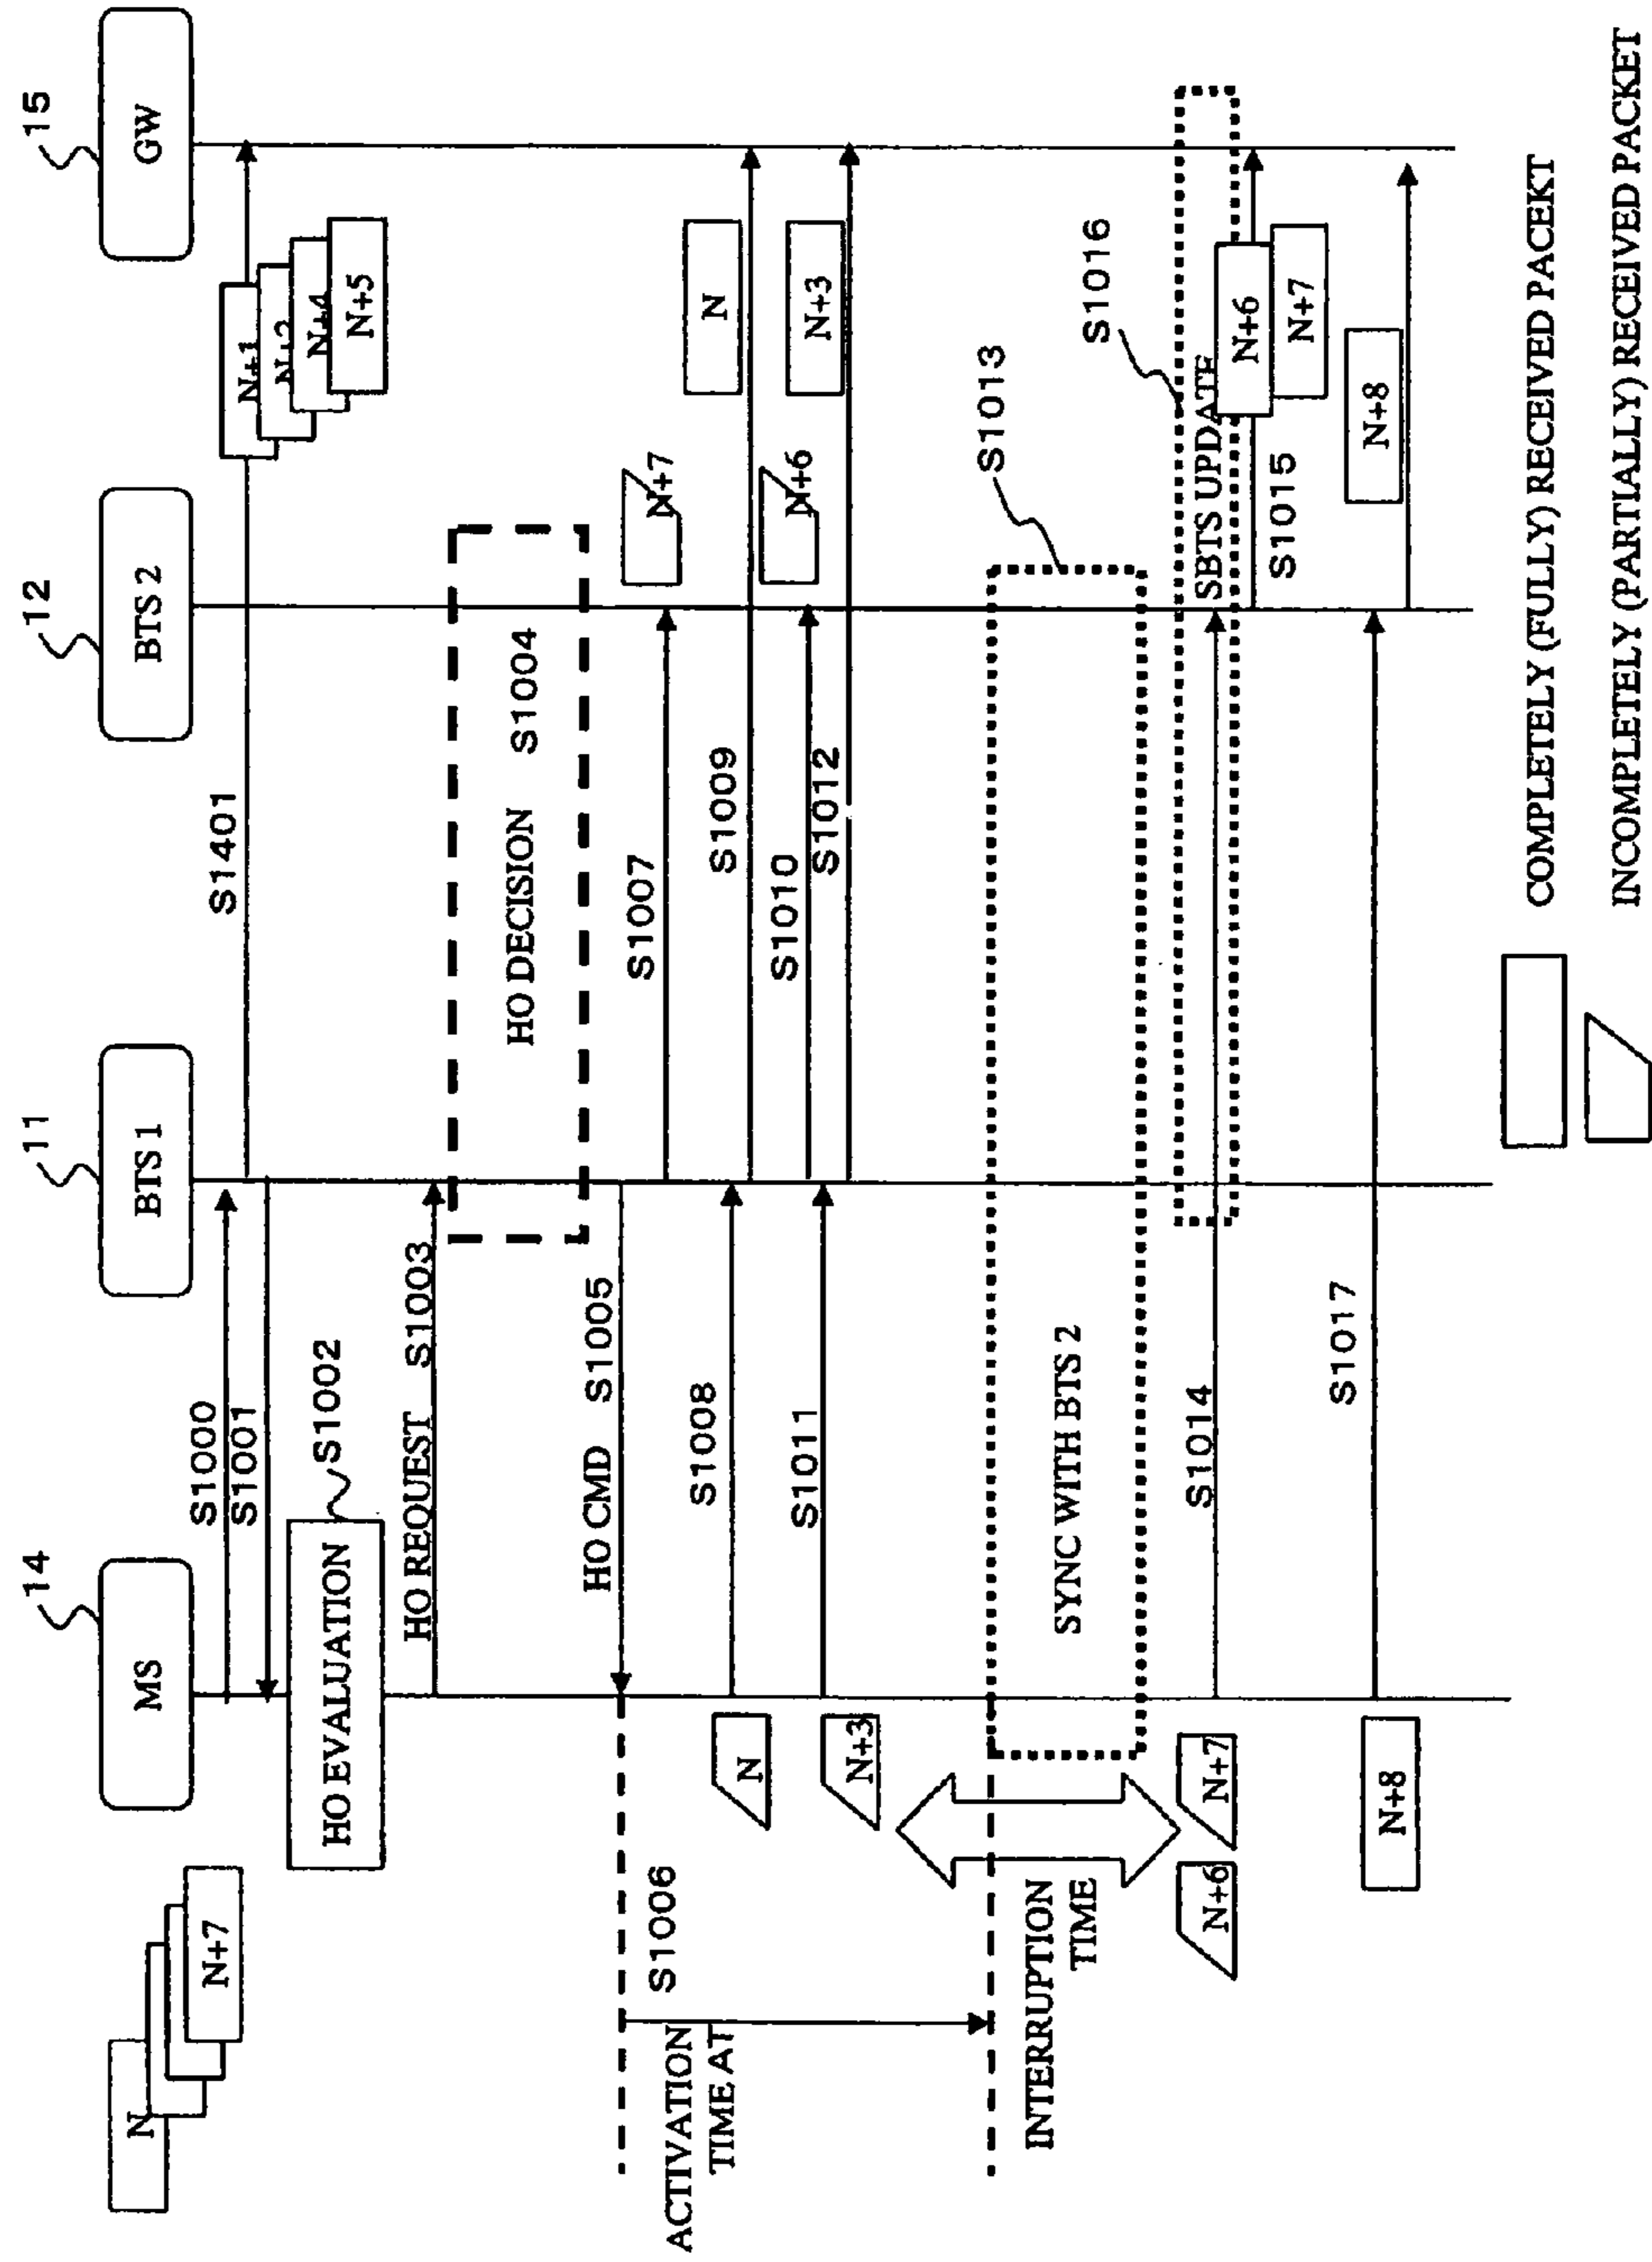 14
11
12
15
MS
BTS 1
BTS 2
GW
N
N+7
S1000
S1001
S1401
N+1
N+2
N+4
N+5
HO EVALUATION
S1002
HO REQUEST S1003
HO DECISION S1004
HO CMD S1005
S1006
ACTIVATION
TIME AT
S1007
N+7
N
S1008
S1009
N
S1010
N+6
N+3
S1011
S1012
N+3
INTERRUPTION
TIME
SYNC WITH BTS 2
S1013
S1016
N+6
N+7
S1014
SBTS UPDATE
S1015
N+6
N+7
N+8
S1017
N+8
COMPLETELY (FULLY) RECEIVED PACEKT
INCOMPLETELY (PARTIALLY) RECEIVED PACKET